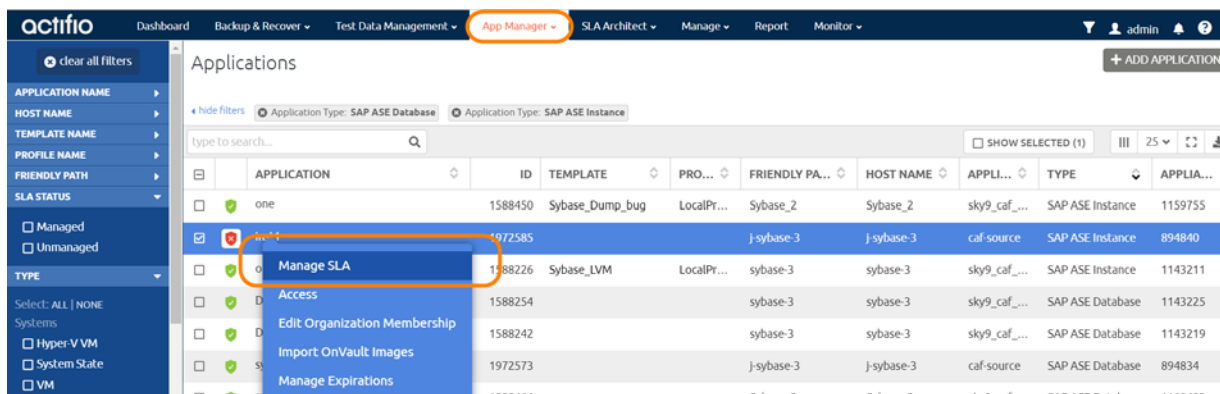 actifio Dashboard Backup & Recover Test Data Management App Manager SLA Architect Manage Report Monitor admin
clear all filters Applications + ADD APPLICATION
APPLICATION NAME
HOST NAME hide filters Application Type: SAP ASE Database Application Type: SAP ASE Instance
TEMPLATE NAME type to search... SHOW SELECTED (1) 25
PROFILE NAME
FRIENDLY PATH APPLICATION ID TEMPLATE PRO... FRIENDLY PA... HOST NAME APPLI... TYPE APPLIA...
SLA STATUS one 1588450 Sybase_Dump_bug LocalPr... Sybase_2 Sybase_2 sky9_caf_... SAP ASE Instance 1159755
Managed
Unmanaged 1972585 j-sybase-3 j-sybase-3 caf-source SAP ASE Instance 894840
TYPE Manage SLA 1588226 Sybase_LVM LocalPr... sybase-3 sybase-3 sky9_caf_... SAP ASE Instance 1143211
Select: ALL | NONE Access 1588254 sybase-3 sybase-3 sky9_caf_... SAP ASE Database 1143225
Systems
Hyper-V VM Edit Organization Membership 1588242 sybase-3 sybase-3 sky9_caf_... SAP ASE Database 1143219
System State Import OnVault Images 1972573 j-sybase-3 j-sybase-3 caf-source SAP ASE Database 894834
VM Manage Expirations